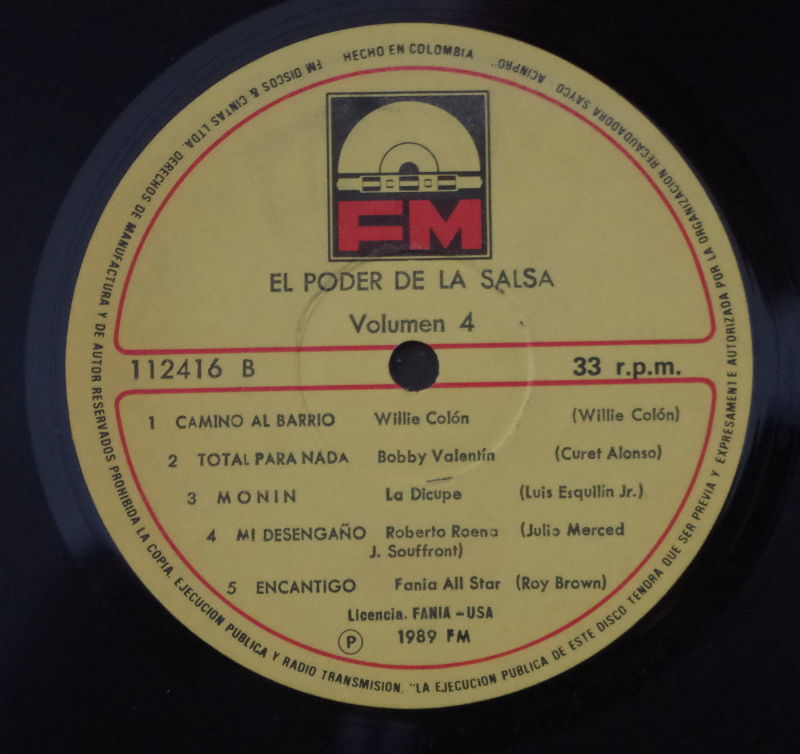 FM DISCOS & CINTAS LTDA. DERECHOS DE MANUFACTURA Y DE AUTOR RESERVADOS PROHIBIDA LA COPIA, EJECUCION PUBLICA Y RADIO TRANSMISION, "LA EJECUCION PUBLICA DE ESTE DISCO TENDRA QUE SER PREVIA Y EXPRESAMENTE AUTORIZADA POR LA ORGANIZACION RECAUDADORA SAYCO - ACINPRO"
HECHO EN COLOMBIA
FM
EL PODER DE LA SALSA
Volumen 4
112416 B 33 r.p.m.
1 CAMINO AL BARRIO Willie Colón (Willie Colón)
2 TOTAL PARA NADA Bobby Valentín (Curet Alonso)
3 MONIN La Dicupe (Luis Esquilín Jr.)
4 MI DESENGAÑO Roberto Roena (Julio Merced
J. Souffront)
5 ENCANTIGO Fania All Star (Roy Brown)
Licencia. FANIA - USA
Ⓟ 1989 FM